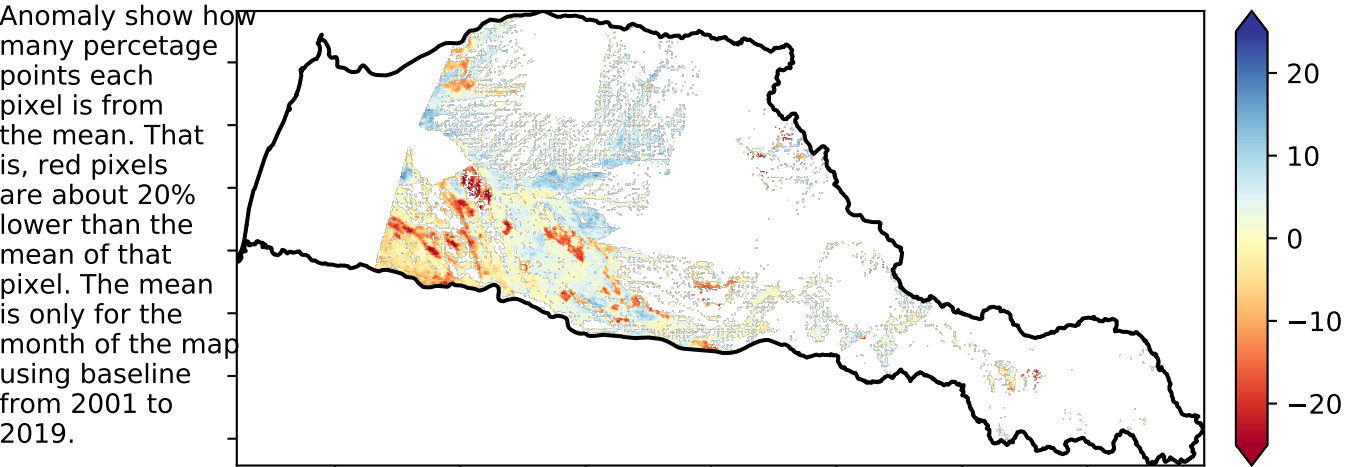 Anomaly show how
many percetage
points each
pixel is from
the mean. That
is, red pixels
are about 20%
lower than the
mean of that
pixel. The mean
is only for the
month of the map
using baseline
from 2001 to
2019.
20
10
0
−10
−20